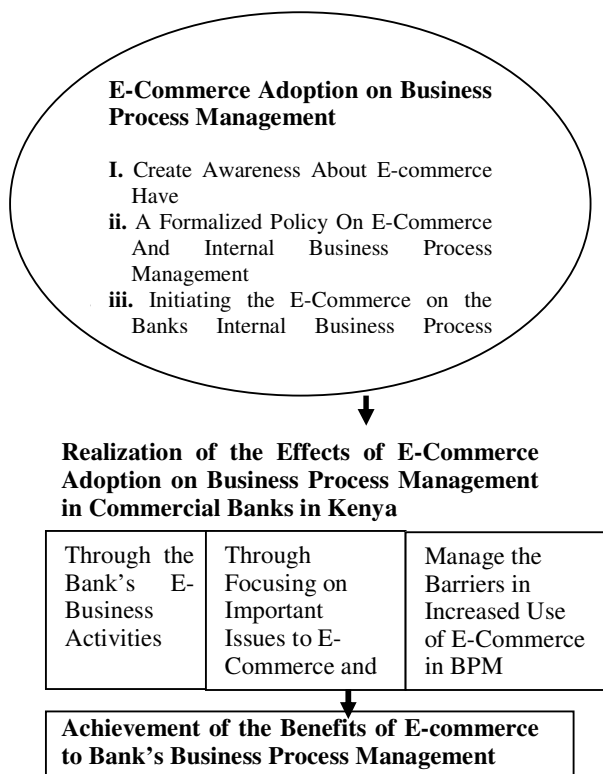 E-Commerce Adoption on Business
Process Management
I. Create Awareness About E-commerce
Have
ii. A Formalized Policy On E-Commerce
And Internal Business Process
Management
iii. Initiating the E-Commerce on the
Banks Internal Business Process
Realization of the Effects of E-Commerce
Adoption on Business Process Management
in Commercial Banks in Kenya
Through the
Bank's E-
Business
Activities
Through
Focusing on
Important
Issues to E-
Commerce and
Manage the
Barriers in
Increased Use
of E-Commerce
in BPM
Achievement of the Benefits of E-commerce
to Bank's Business Process Management